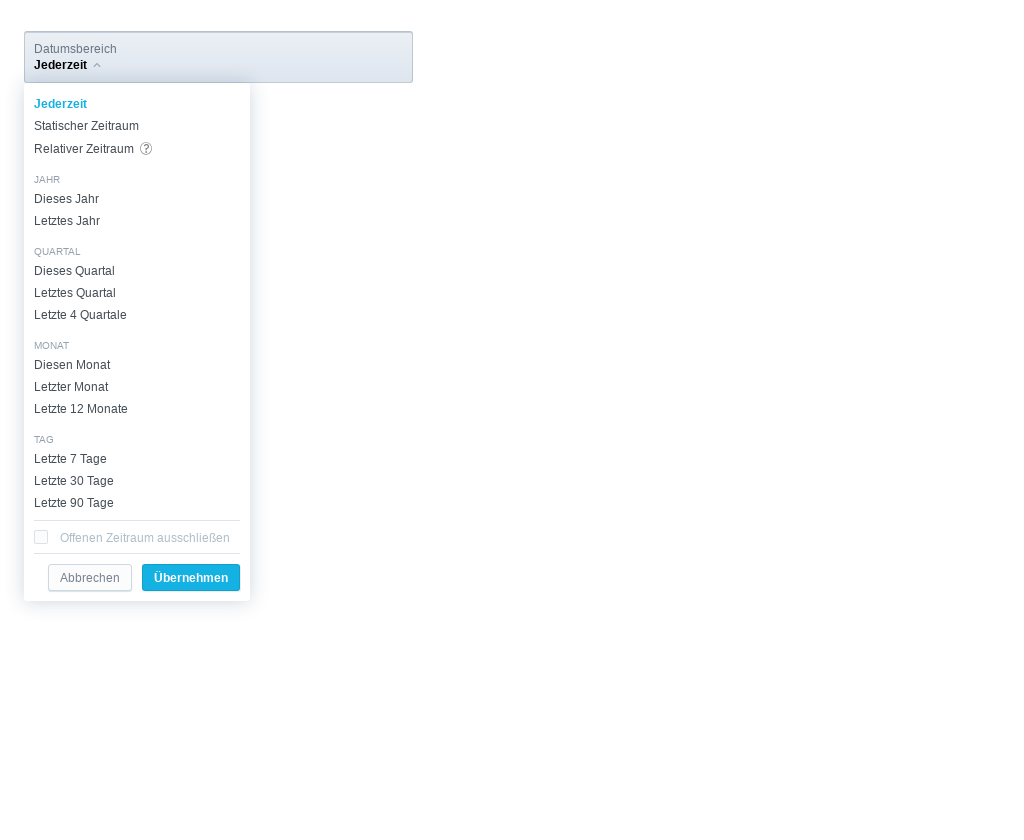 Datumsbereich
Jederzeit
Jederzeit
Statischer Zeitraum
Relativer Zeitraum ?
JAHR
Dieses Jahr
Letztes Jahr
QUARTAL
Dieses Quartal
Letztes Quartal
Letzte 4 Quartale
MONAT
Diesen Monat
Letzter Monat
Letzte 12 Monate
TAG
Letzte 7 Tage
Letzte 30 Tage
Letzte 90 Tage
Offenen Zeitraum ausschließen
Abbrechen Übernehmen